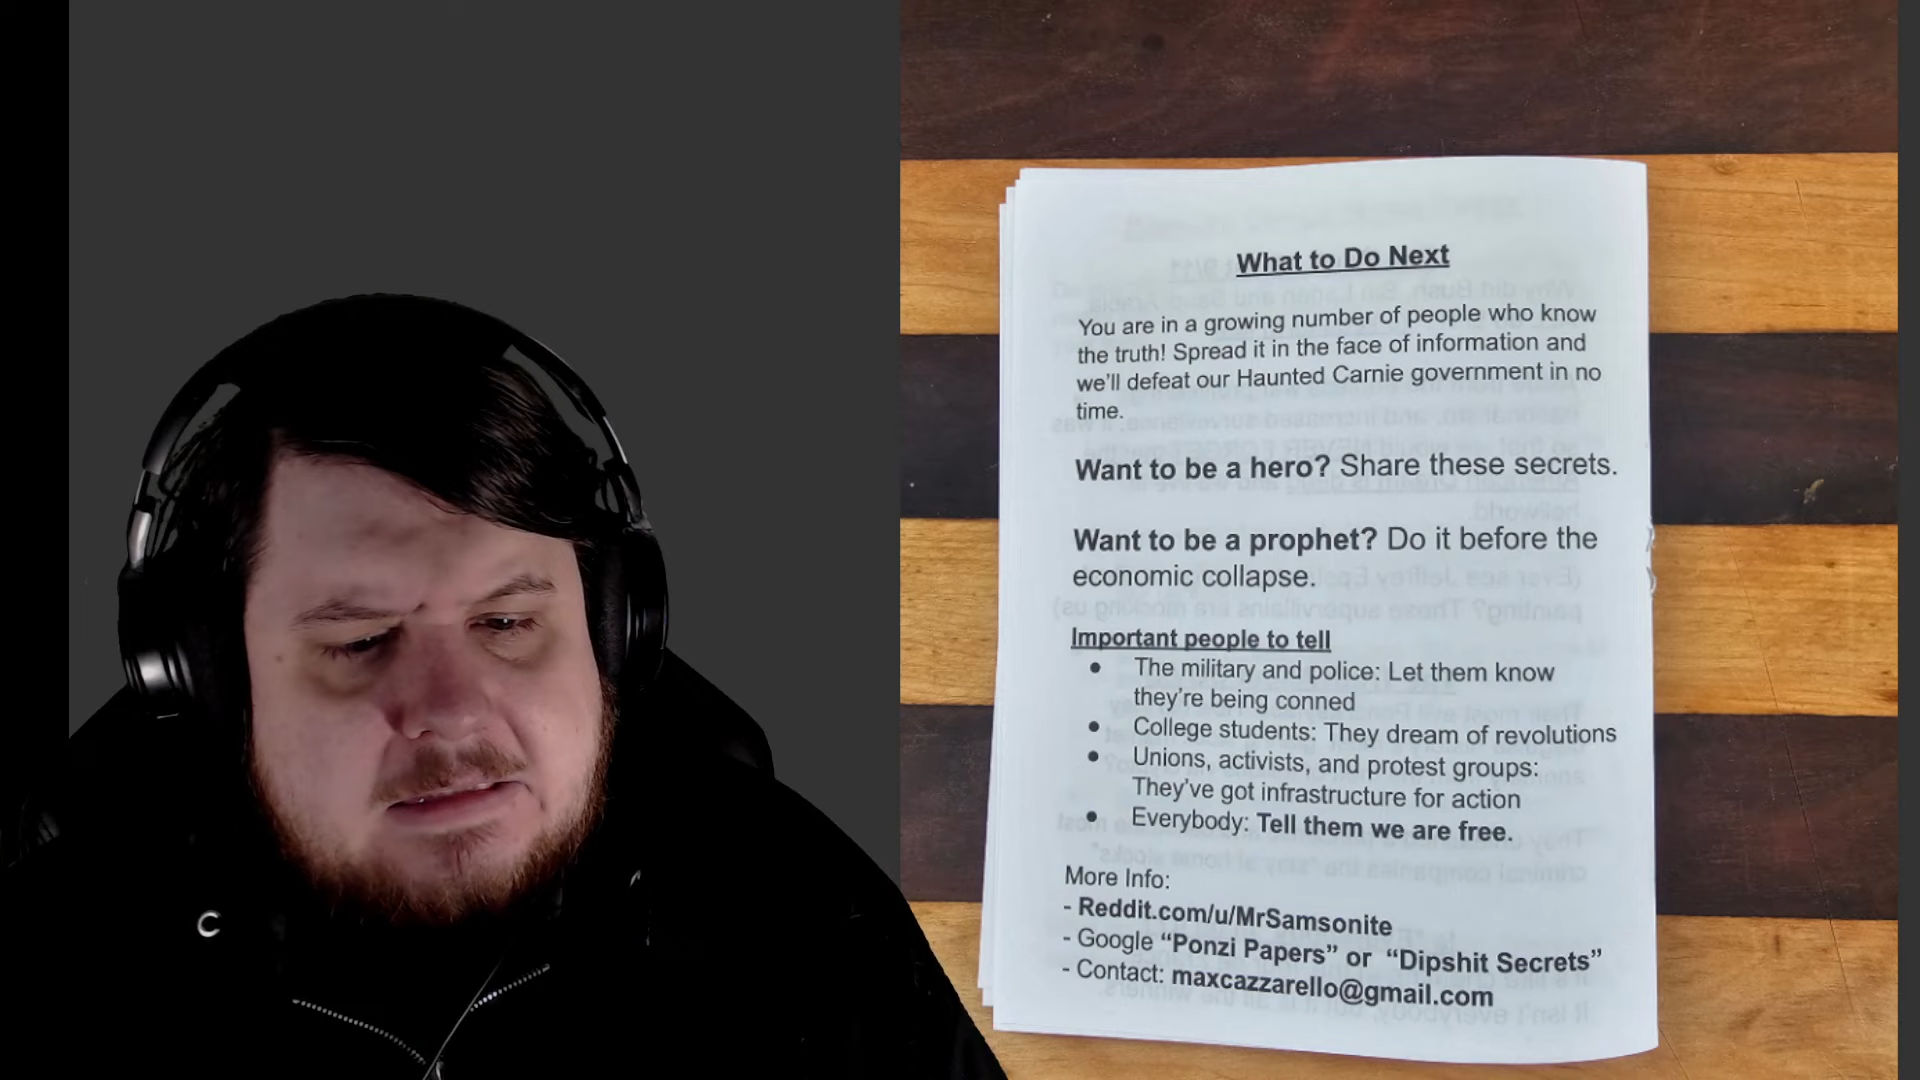 What to Do Next
You are in a growing number of people who know
the truth! Spread it in the face of information and
we'll defeat our Haunted Carnie government in no
time.
Want to be a hero? Share these secrets.
Want to be a prophet? Do it before the
economic collapse.
Important people to tell
• The military and police: Let them know
they're being conned
• College students: They dream of revolutions
• Unions, activists, and protest groups:
They've got infrastructure for action
• Everybody: Tell them we are free.
More Info:
- Reddit.com/u/MrSamsonite
- Google “Ponzi Papers” or “Dipshit Secrets”
- Contact: maxcazzarello@gmail.com